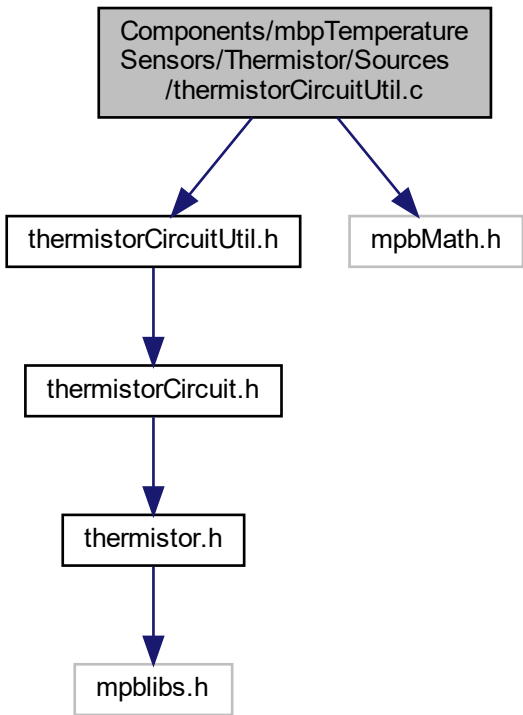 Components/mbpTemperature
Sensors/Thermistor/Sources
/thermistorCircuitUtil.c
thermistorCircuitUtil.h
mpbMath.h
thermistorCircuit.h
thermistor.h
mpblibs.h